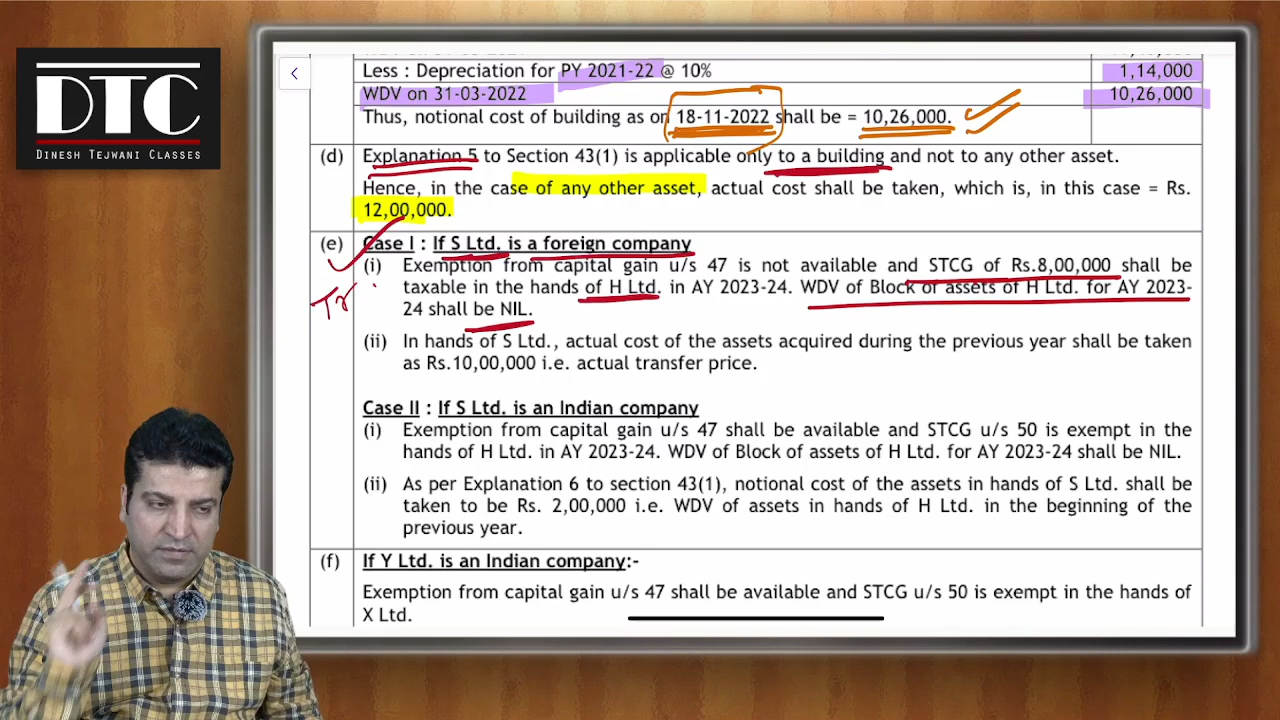 DTC
DINESH TEJWANI CLASSES
Less : Depreciation for PY 2021-22 @ 10% 1,14,000
WDV on 31-03-2022 10,26,000
Thus, notional cost of building as on 18-11-2022 shall be = 10,26,000.
(d) Explanation 5 to Section 43(1) is applicable only to a building and not to any other asset.
Hence, in the case of any other asset, actual cost shall be taken, which is, in this case = Rs.
12,00,000.
(e) Case I : If S Ltd. is a foreign company
(i) Exemption from capital gain u/s 47 is not available and STCG of Rs.8,00,000 shall be
taxable in the hands of H Ltd. in AY 2023-24. WDV of Block of assets of H Ltd. for AY 2023-
24 shall be NIL.
(ii) In hands of S Ltd., actual cost of the assets acquired during the previous year shall be taken
as Rs.10,00,000 i.e. actual transfer price.
Case II : If S Ltd. is an Indian company
(i) Exemption from capital gain u/s 47 shall be available and STCG u/s 50 is exempt in the
hands of H Ltd. in AY 2023-24. WDV of Block of assets of H Ltd. for AY 2023-24 shall be NIL.
(ii) As per Explanation 6 to section 43(1), notional cost of the assets in hands of S Ltd. shall be
taken to be Rs. 2,00,000 i.e. WDV of assets in hands of H Ltd. in the beginning of the
previous year.
(f) If Y Ltd. is an Indian company:-
Exemption from capital gain u/s 47 shall be available and STCG u/s 50 is exempt in the hands of
X Ltd.